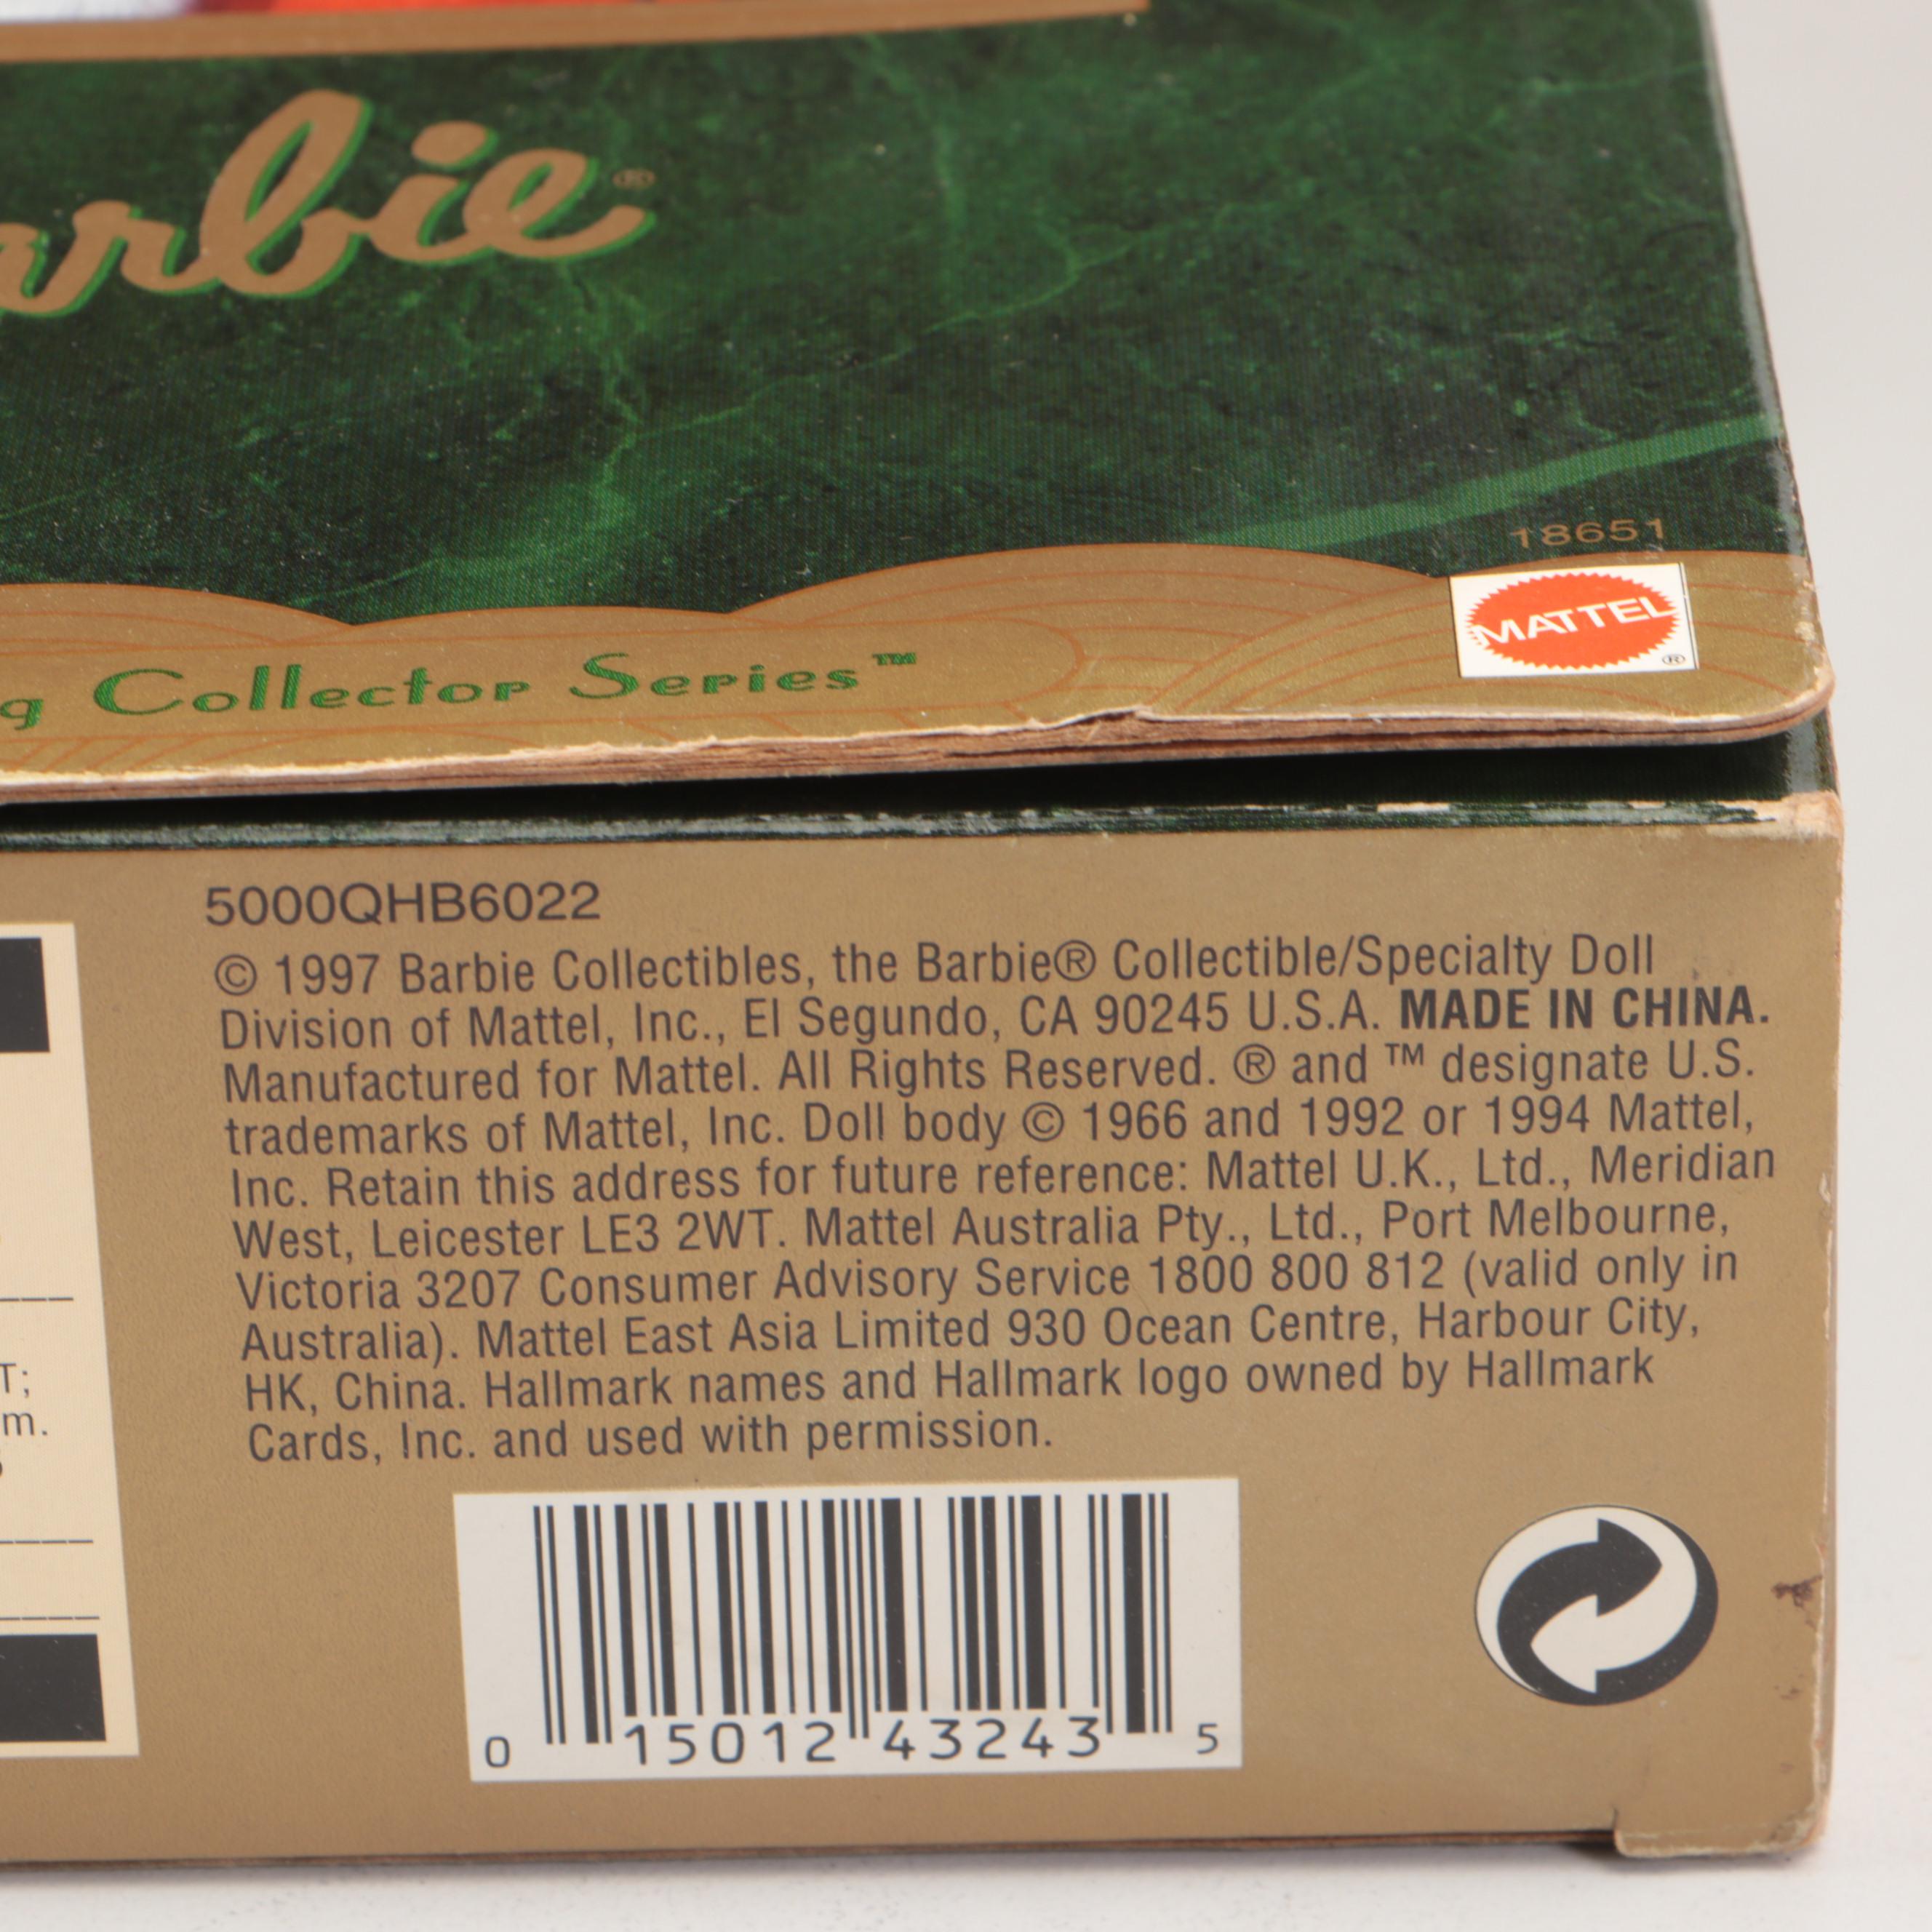 arbie®
18651
MATTEL ®
g Collector Series™
5000QHB6022
© 1997 Barbie Collectibles, the Barbie® Collectible/Specialty Doll
Division of Mattel, Inc., El Segundo, CA 90245 U.S.A. MADE IN CHINA.
Manufactured for Mattel. All Rights Reserved. ® and ™ designate U.S.
trademarks of Mattel, Inc. Doll body © 1966 and 1992 or 1994 Mattel,
Inc. Retain this address for future reference: Mattel U.K., Ltd., Meridian
West, Leicester LE3 2WT. Mattel Australia Pty., Ltd., Port Melbourne,
Victoria 3207 Consumer Advisory Service 1800 800 812 (valid only in
Australia). Mattel East Asia Limited 930 Ocean Centre, Harbour City,
HK, China. Hallmark names and Hallmark logo owned by Hallmark
Cards, Inc. and used with permission.
T;
m.
0 15012 43243 5